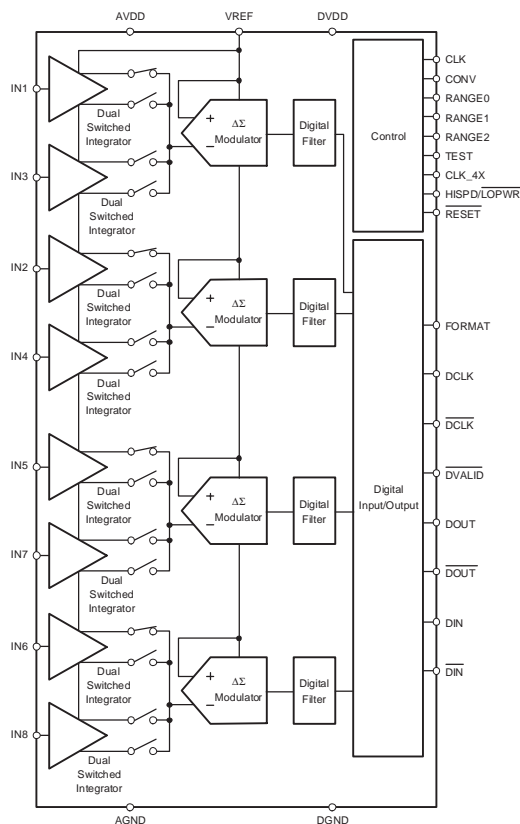 AVDD
VREF
DVDD
IN1
Dual
Switched
Integrator
IN3
Dual
Switched
Integrator
+
−
ΔΣ
Modulator
Digital
Filter
Control
CLK
CONV
RANGE0
RANGE1
RANGE2
TEST
CLK_4X
HISPD/LOPWR
RESET
IN2
Dual
Switched
Integrator
IN4
Dual
Switched
Integrator
+
−
ΔΣ
Modulator
Digital
Filter
IN5
Dual
Switched
Integrator
IN7
Dual
Switched
Integrator
+
−
ΔΣ
Modulator
Digital
Filter
Digital
Input/Output
FORMAT
DCLK
DCLK
DVALID
DOUT
DOUT
DIN
DIN
IN6
Dual
Switched
Integrator
IN8
Dual
Switched
Integrator
+
−
ΔΣ
Modulator
Digital
Filter
AGND
DGND